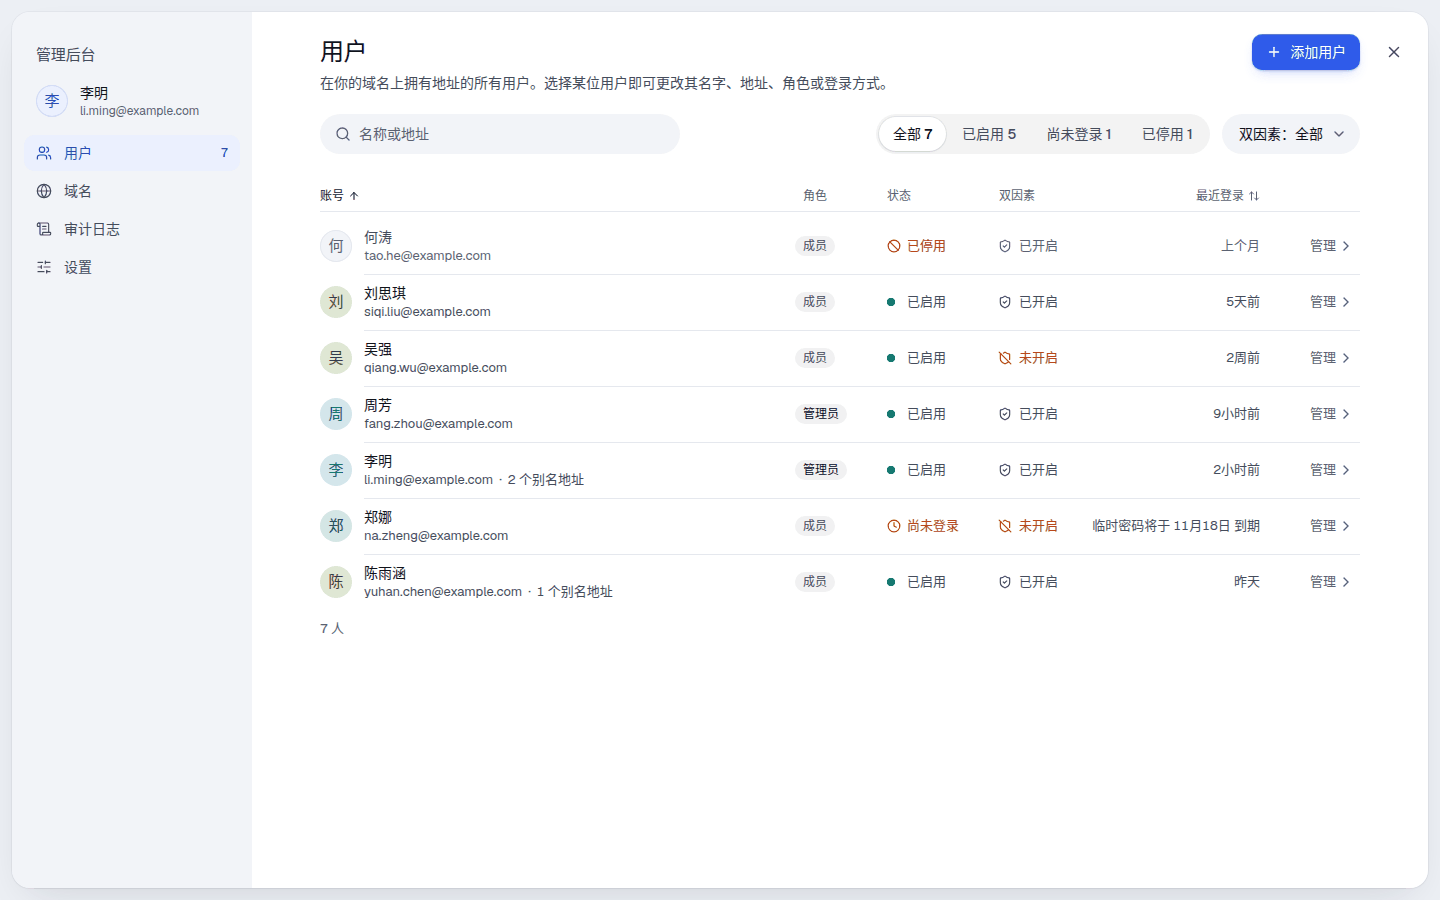 管理后台
李
李明
li.ming@example.com
用户 7
域名
审计日志
设置
用户
在你的域名上拥有地址的所有用户。选择某位用户即可更改其名字、地址、角色或登录方式。
添加用户
名称或地址
全部 7 已启用 5 尚未登录 1 已停用 1 双因素：全部
账号 角色 状态 双因素 最近登录
何 何涛 tao.he@example.com 成员 已停用 已开启 上个月 管理
刘 刘思琪 siqi.liu@example.com 成员 已启用 已开启 5天前 管理
吴 吴强 qiang.wu@example.com 成员 已启用 未开启 2周前 管理
周 周芳 fang.zhou@example.com 管理员 已启用 已开启 9小时前 管理
李 李明 li.ming@example.com · 2 个别名地址 管理员 已启用 已开启 2小时前 管理
郑 郑娜 na.zheng@example.com 成员 尚未登录 未开启 临时密码将于 11月18日 到期 管理
陈 陈雨涵 yuhan.chen@example.com · 1 个别名地址 成员 已启用 已开启 昨天 管理
7 人